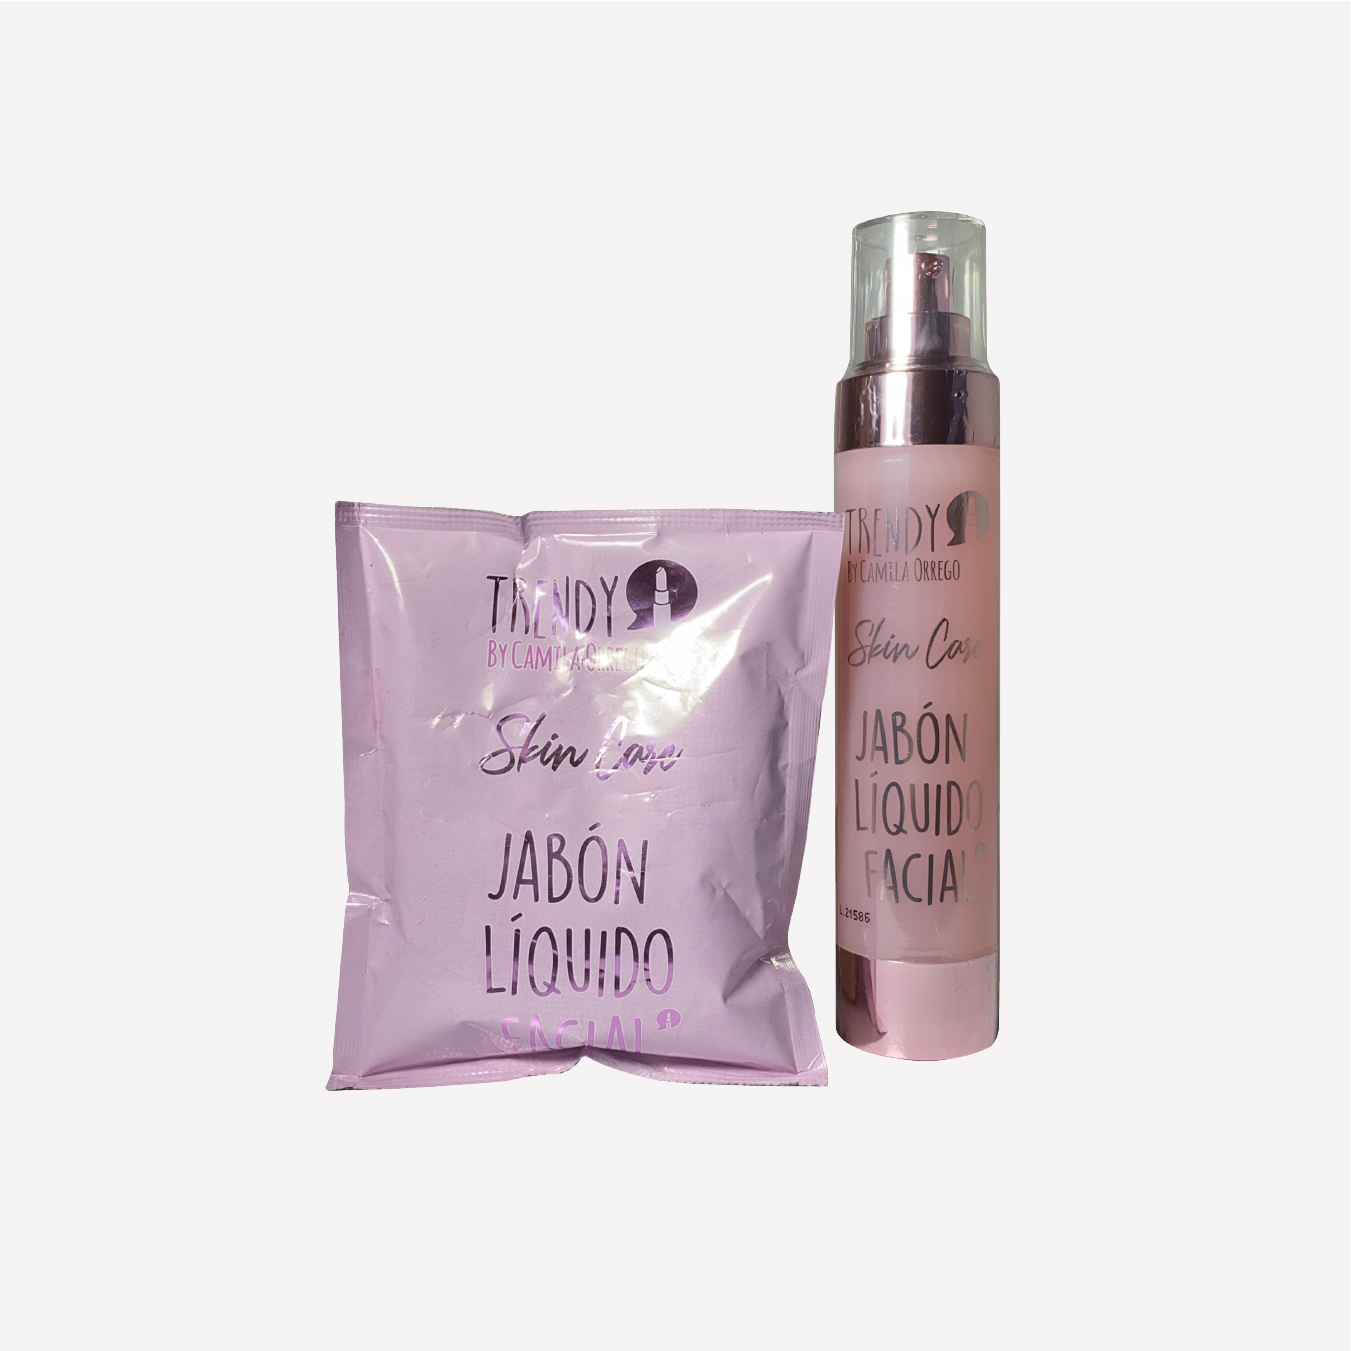 TRENDY
BY CAMILA ORREGO
Skin Care
JABÓN
LÍQUIDO
FACIAL
TRENDY
BY CAMILA ORREGO
Skin Care
JABÓN
LÍQUIDO
FACIAL
L.21586